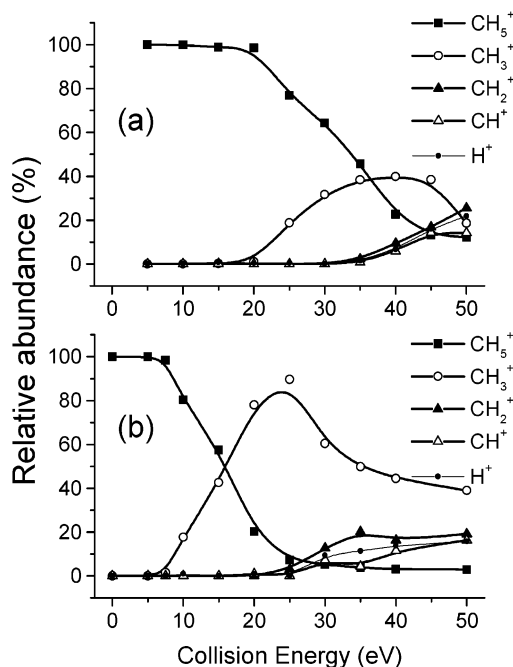 Relative abundance (%)
(a)
100
80
60
40
20
0
CH₅⁺
CH₃⁺
CH₂⁺
CH⁺
H⁺
0 10 20 30 40 50
(b)
100
80
60
40
20
0
CH₅⁺
CH₃⁺
CH₂⁺
CH⁺
H⁺
0 10 20 30 40 50
Collision Energy (eV)